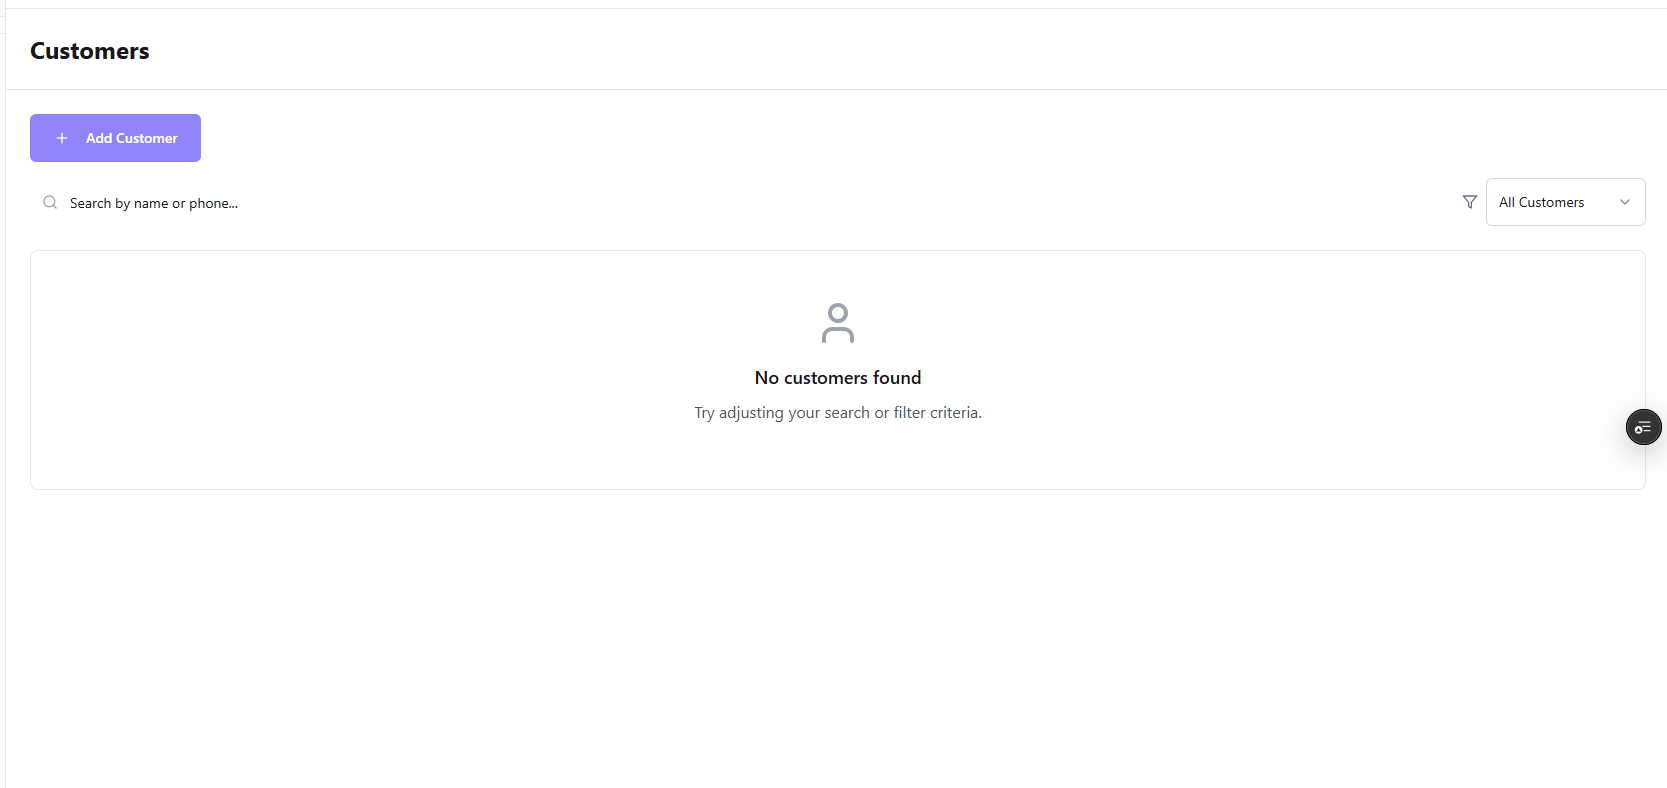 Customers
Add Customer
Search by name or phone...
All Customers
No customers found
Try adjusting your search or filter criteria.